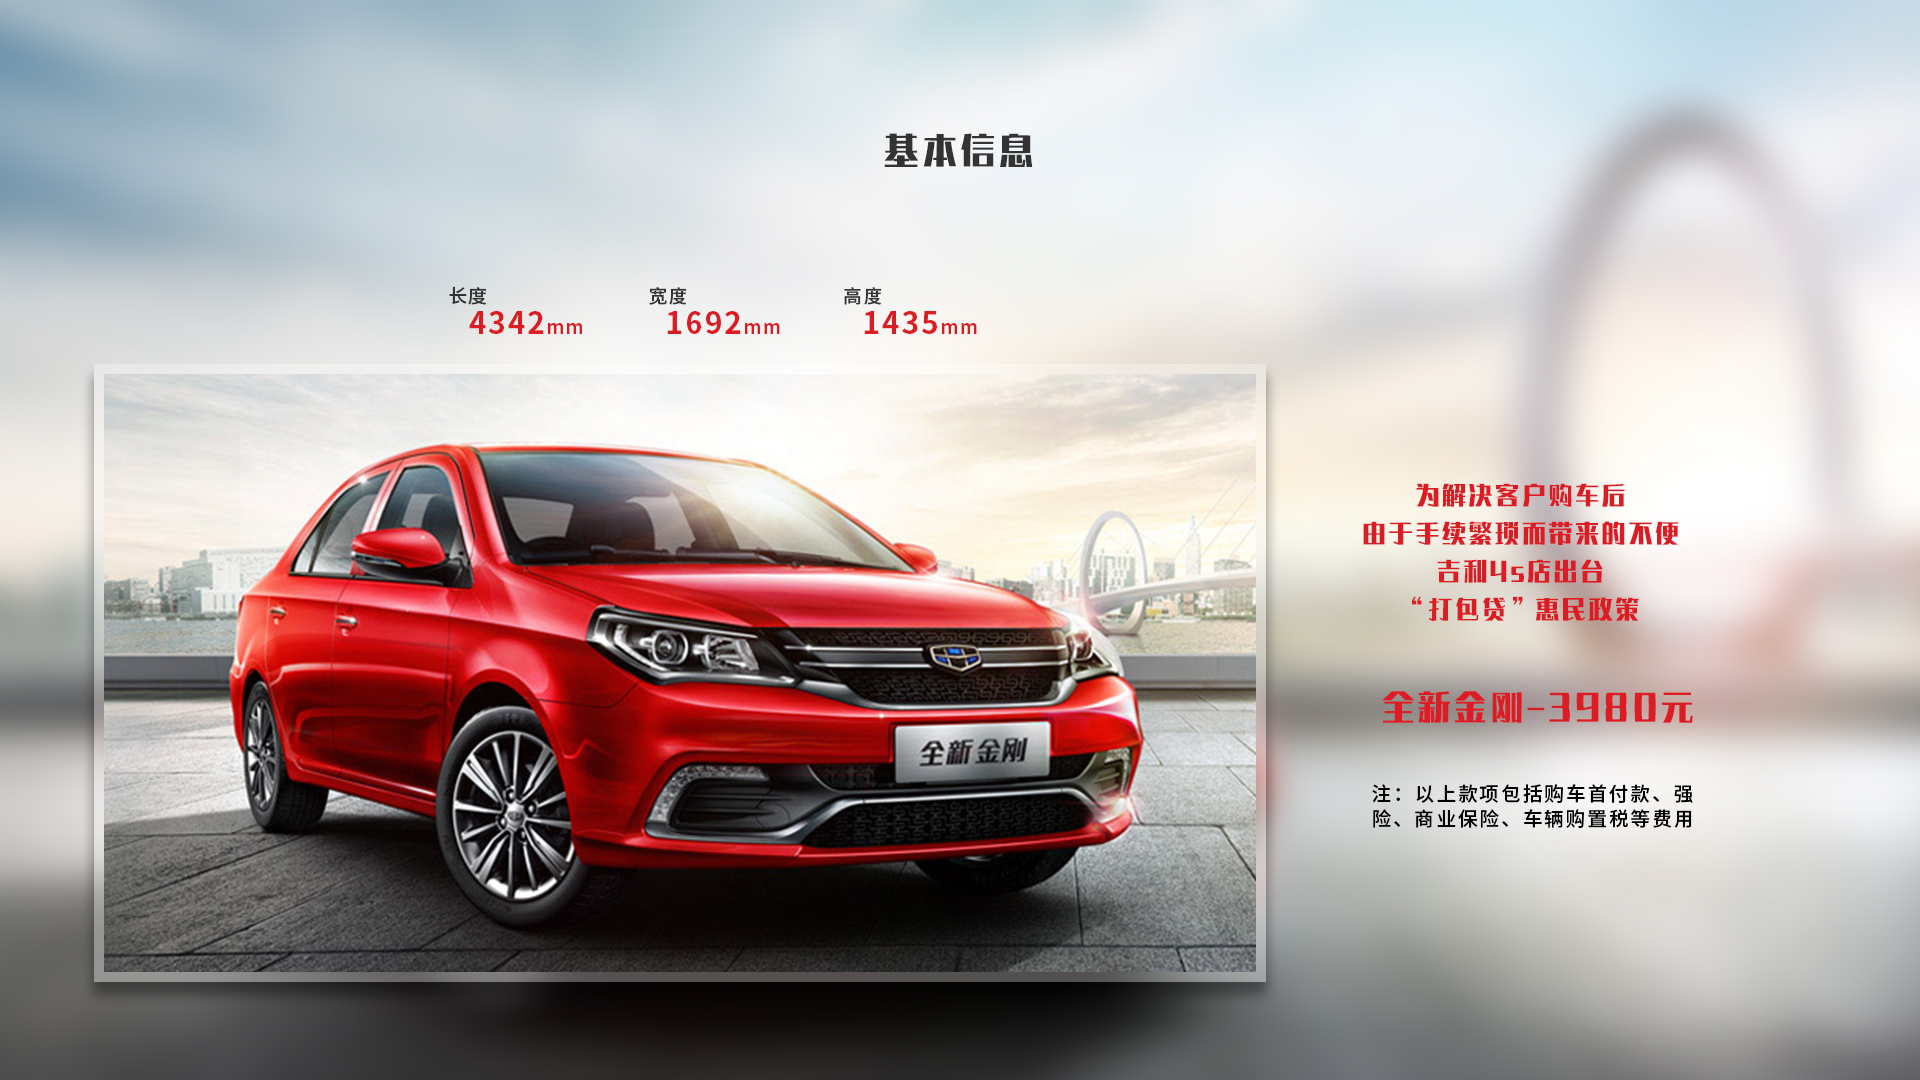 基本信息
长度
4342mm
宽度
1692mm
高度
1435mm
全新金刚
为解决客户购车后
由于手续繁琐而带来的不便
吉利4s店出台
“打包贷”惠民政策
全新金刚-3980元
注：以上款项包括购车首付款、强
险、商业保险、车辆购置税等费用